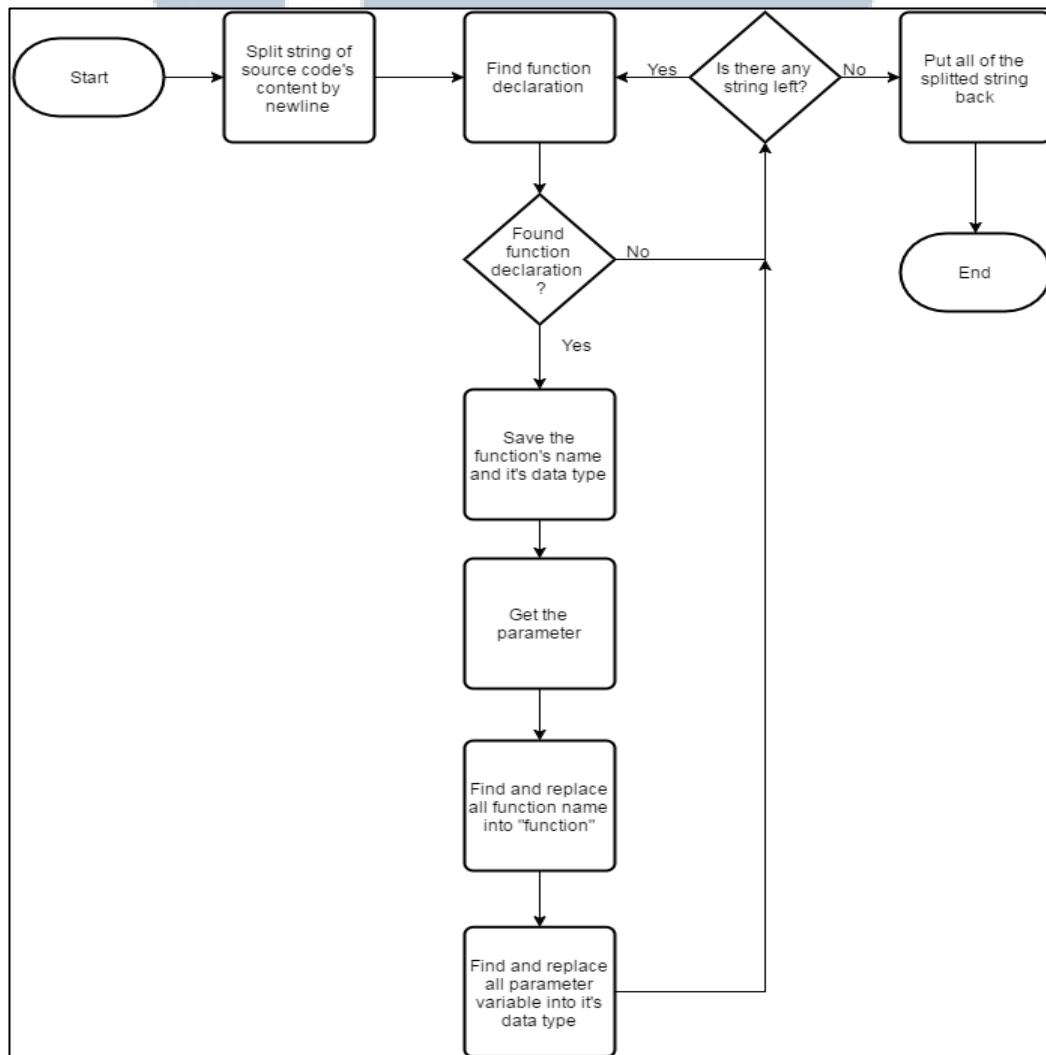 Start
Split string of
source code's
content by
newline
Find function
declaration
Yes
Is there any
string left?
No
Put all of the
splitted string
back
Found
function
declaration
?
No
End
Yes
Save the
function's name
and it's data type
Get the
parameter
Find and replace
all function name
into "function"
Find and replace
all parameter
variable into it's
data type